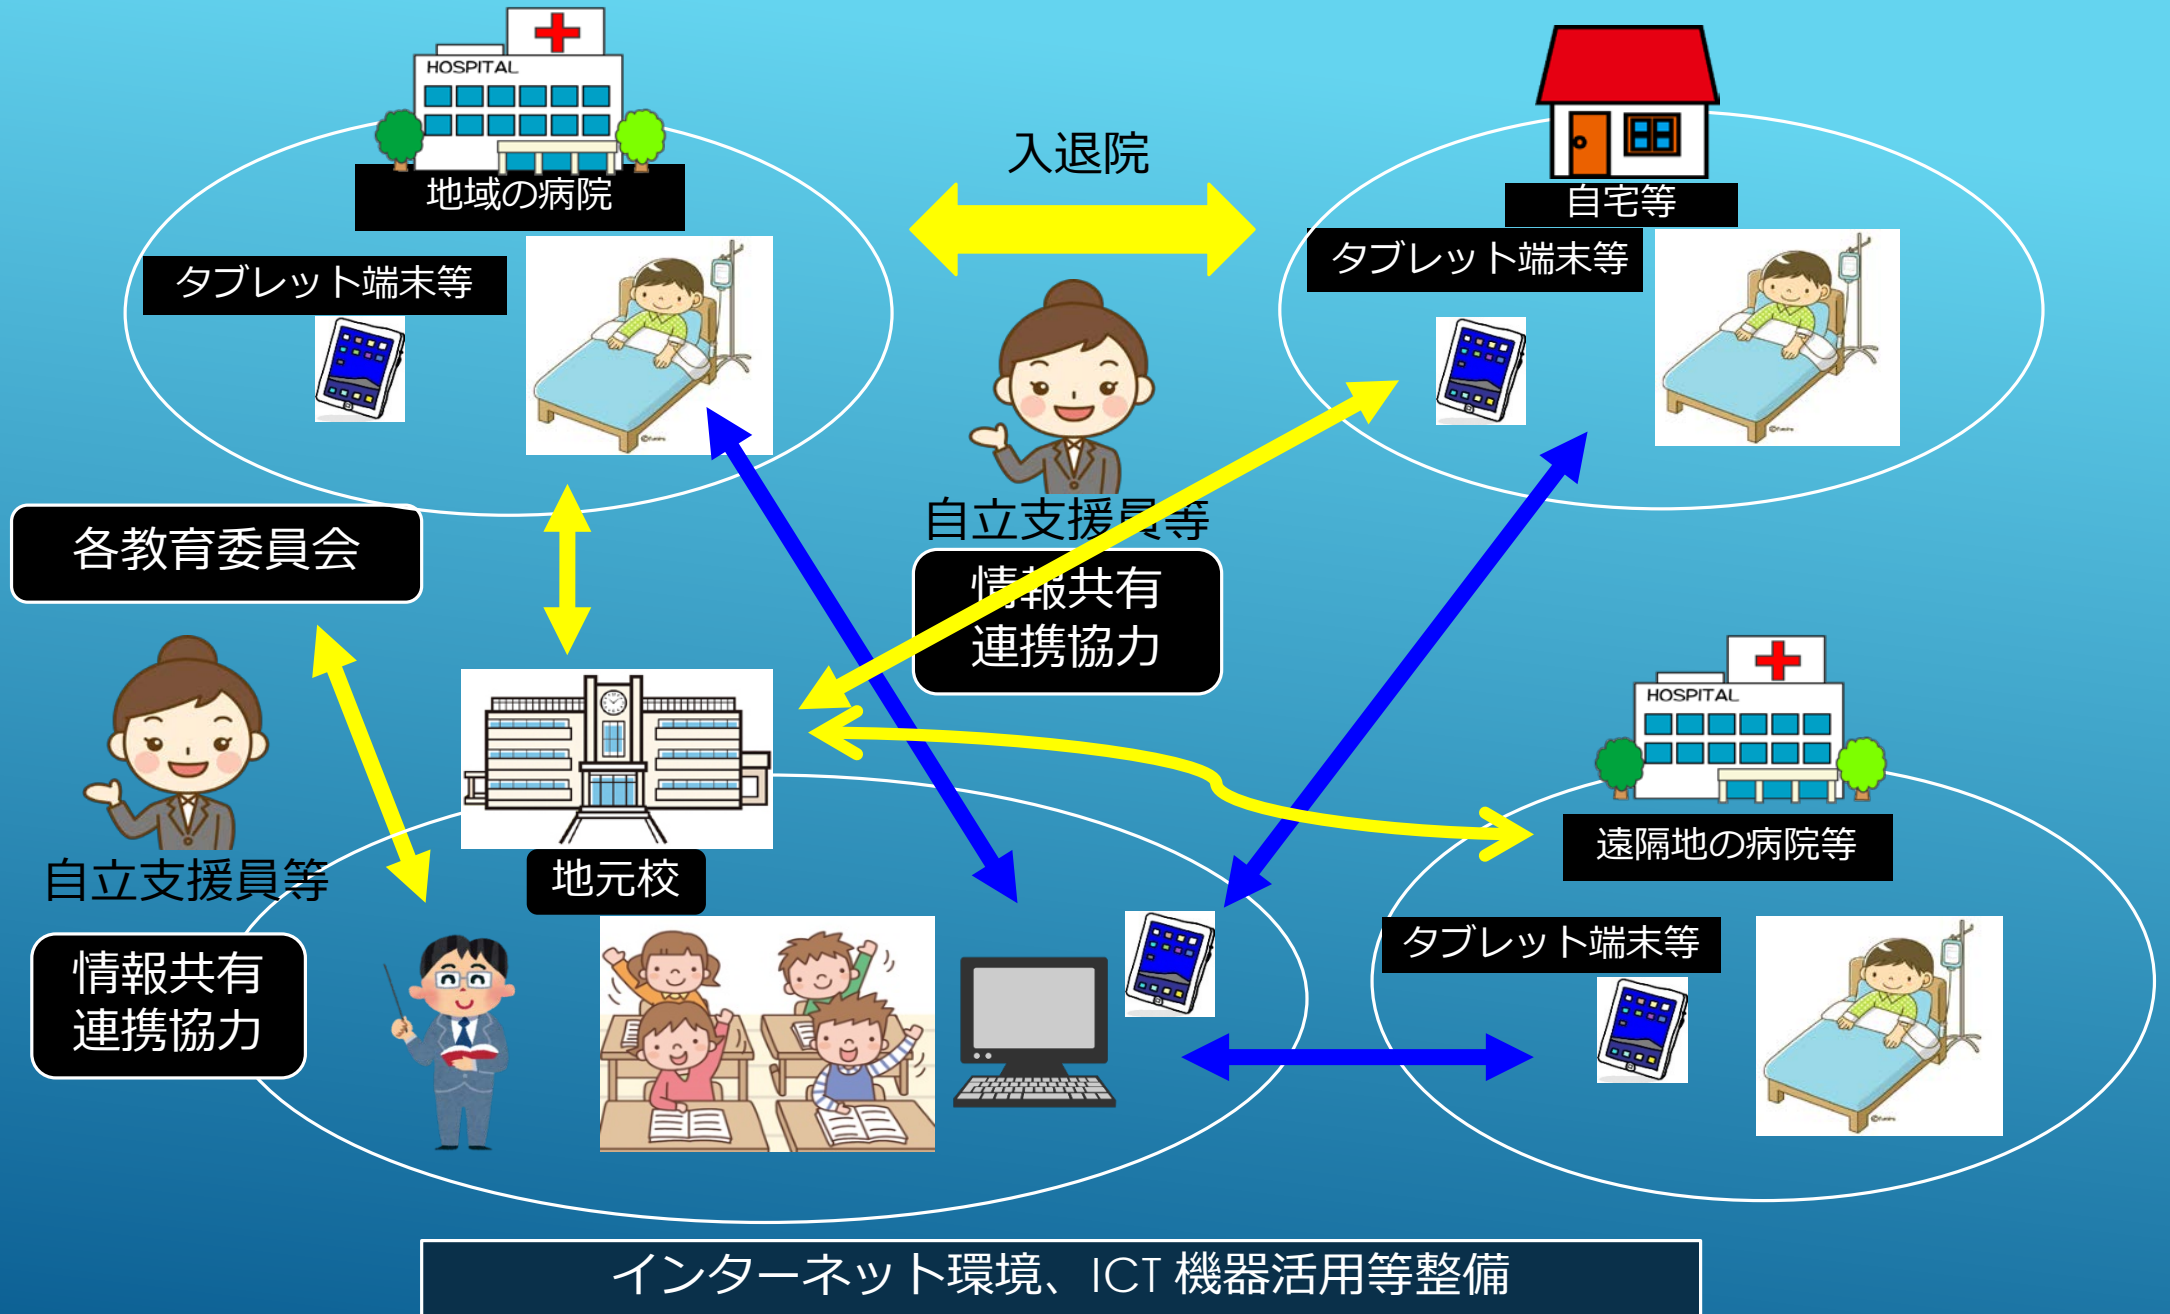 HOSPITAL
地域の病院
入退院
自宅等
タブレット端末等
タブレット端末等
自立支援員等
各教育委員会
情報共有
連携協力
HOSPITAL
遠隔地の病院等
自立支援員等
地元校
タブレット端末等
情報共有
連携協力
インターネット環境、ICT 機器活用等整備